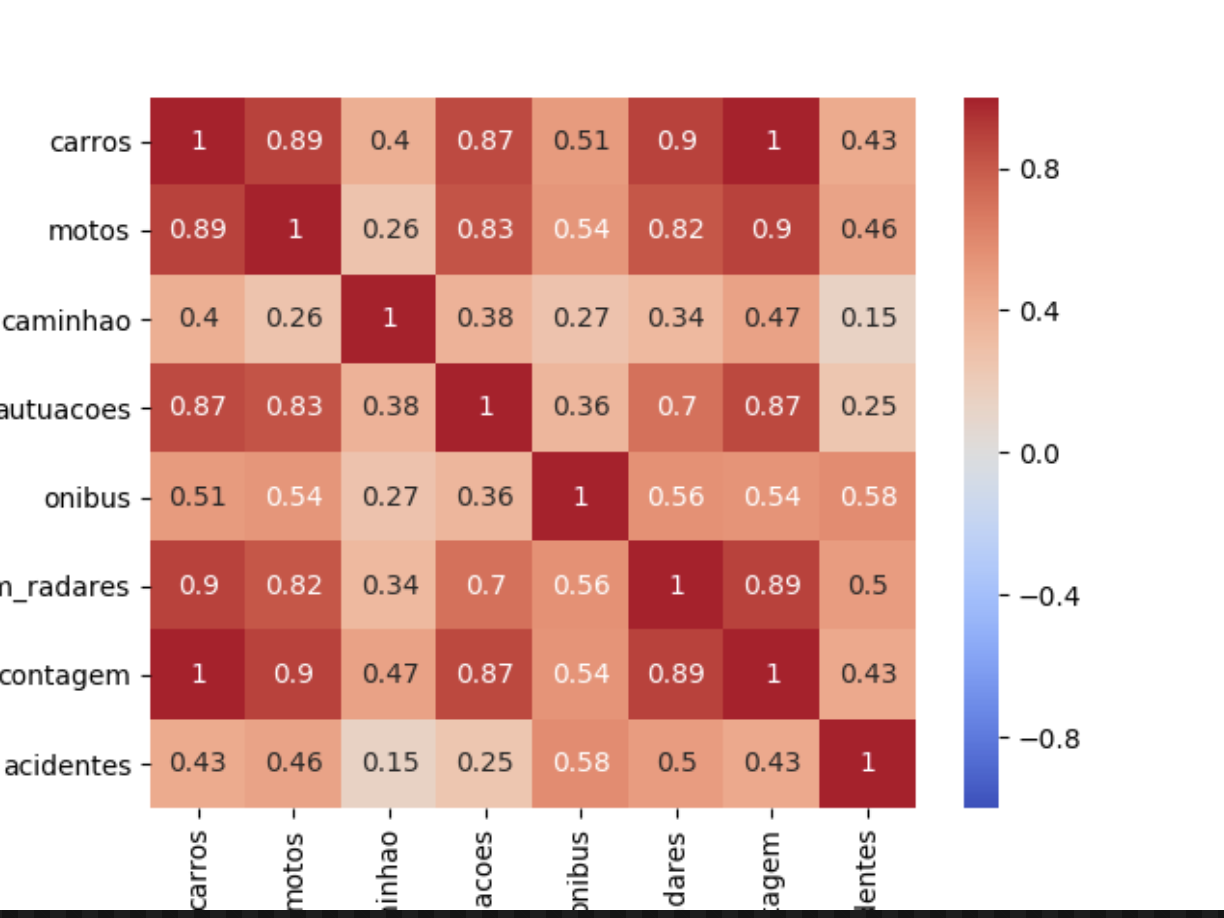 carros 1 0.89 0.4 0.87 0.51 0.9 1 0.43
motos 0.89 1 0.26 0.83 0.54 0.82 0.9 0.46
caminhao 0.4 0.26 1 0.38 0.27 0.34 0.47 0.15
autuacoes 0.87 0.83 0.38 1 0.36 0.7 0.87 0.25
onibus 0.51 0.54 0.27 0.36 1 0.56 0.54 0.58
m_radares 0.9 0.82 0.34 0.7 0.56 1 0.89 0.5
contagem 1 0.9 0.47 0.87 0.54 0.89 1 0.43
acidentes 0.43 0.46 0.15 0.25 0.58 0.5 0.43 1
carros
motos
inhao
acoes
onibus
dares
tagem
dentes
0.8
0.4
0.0
−0.4
−0.8